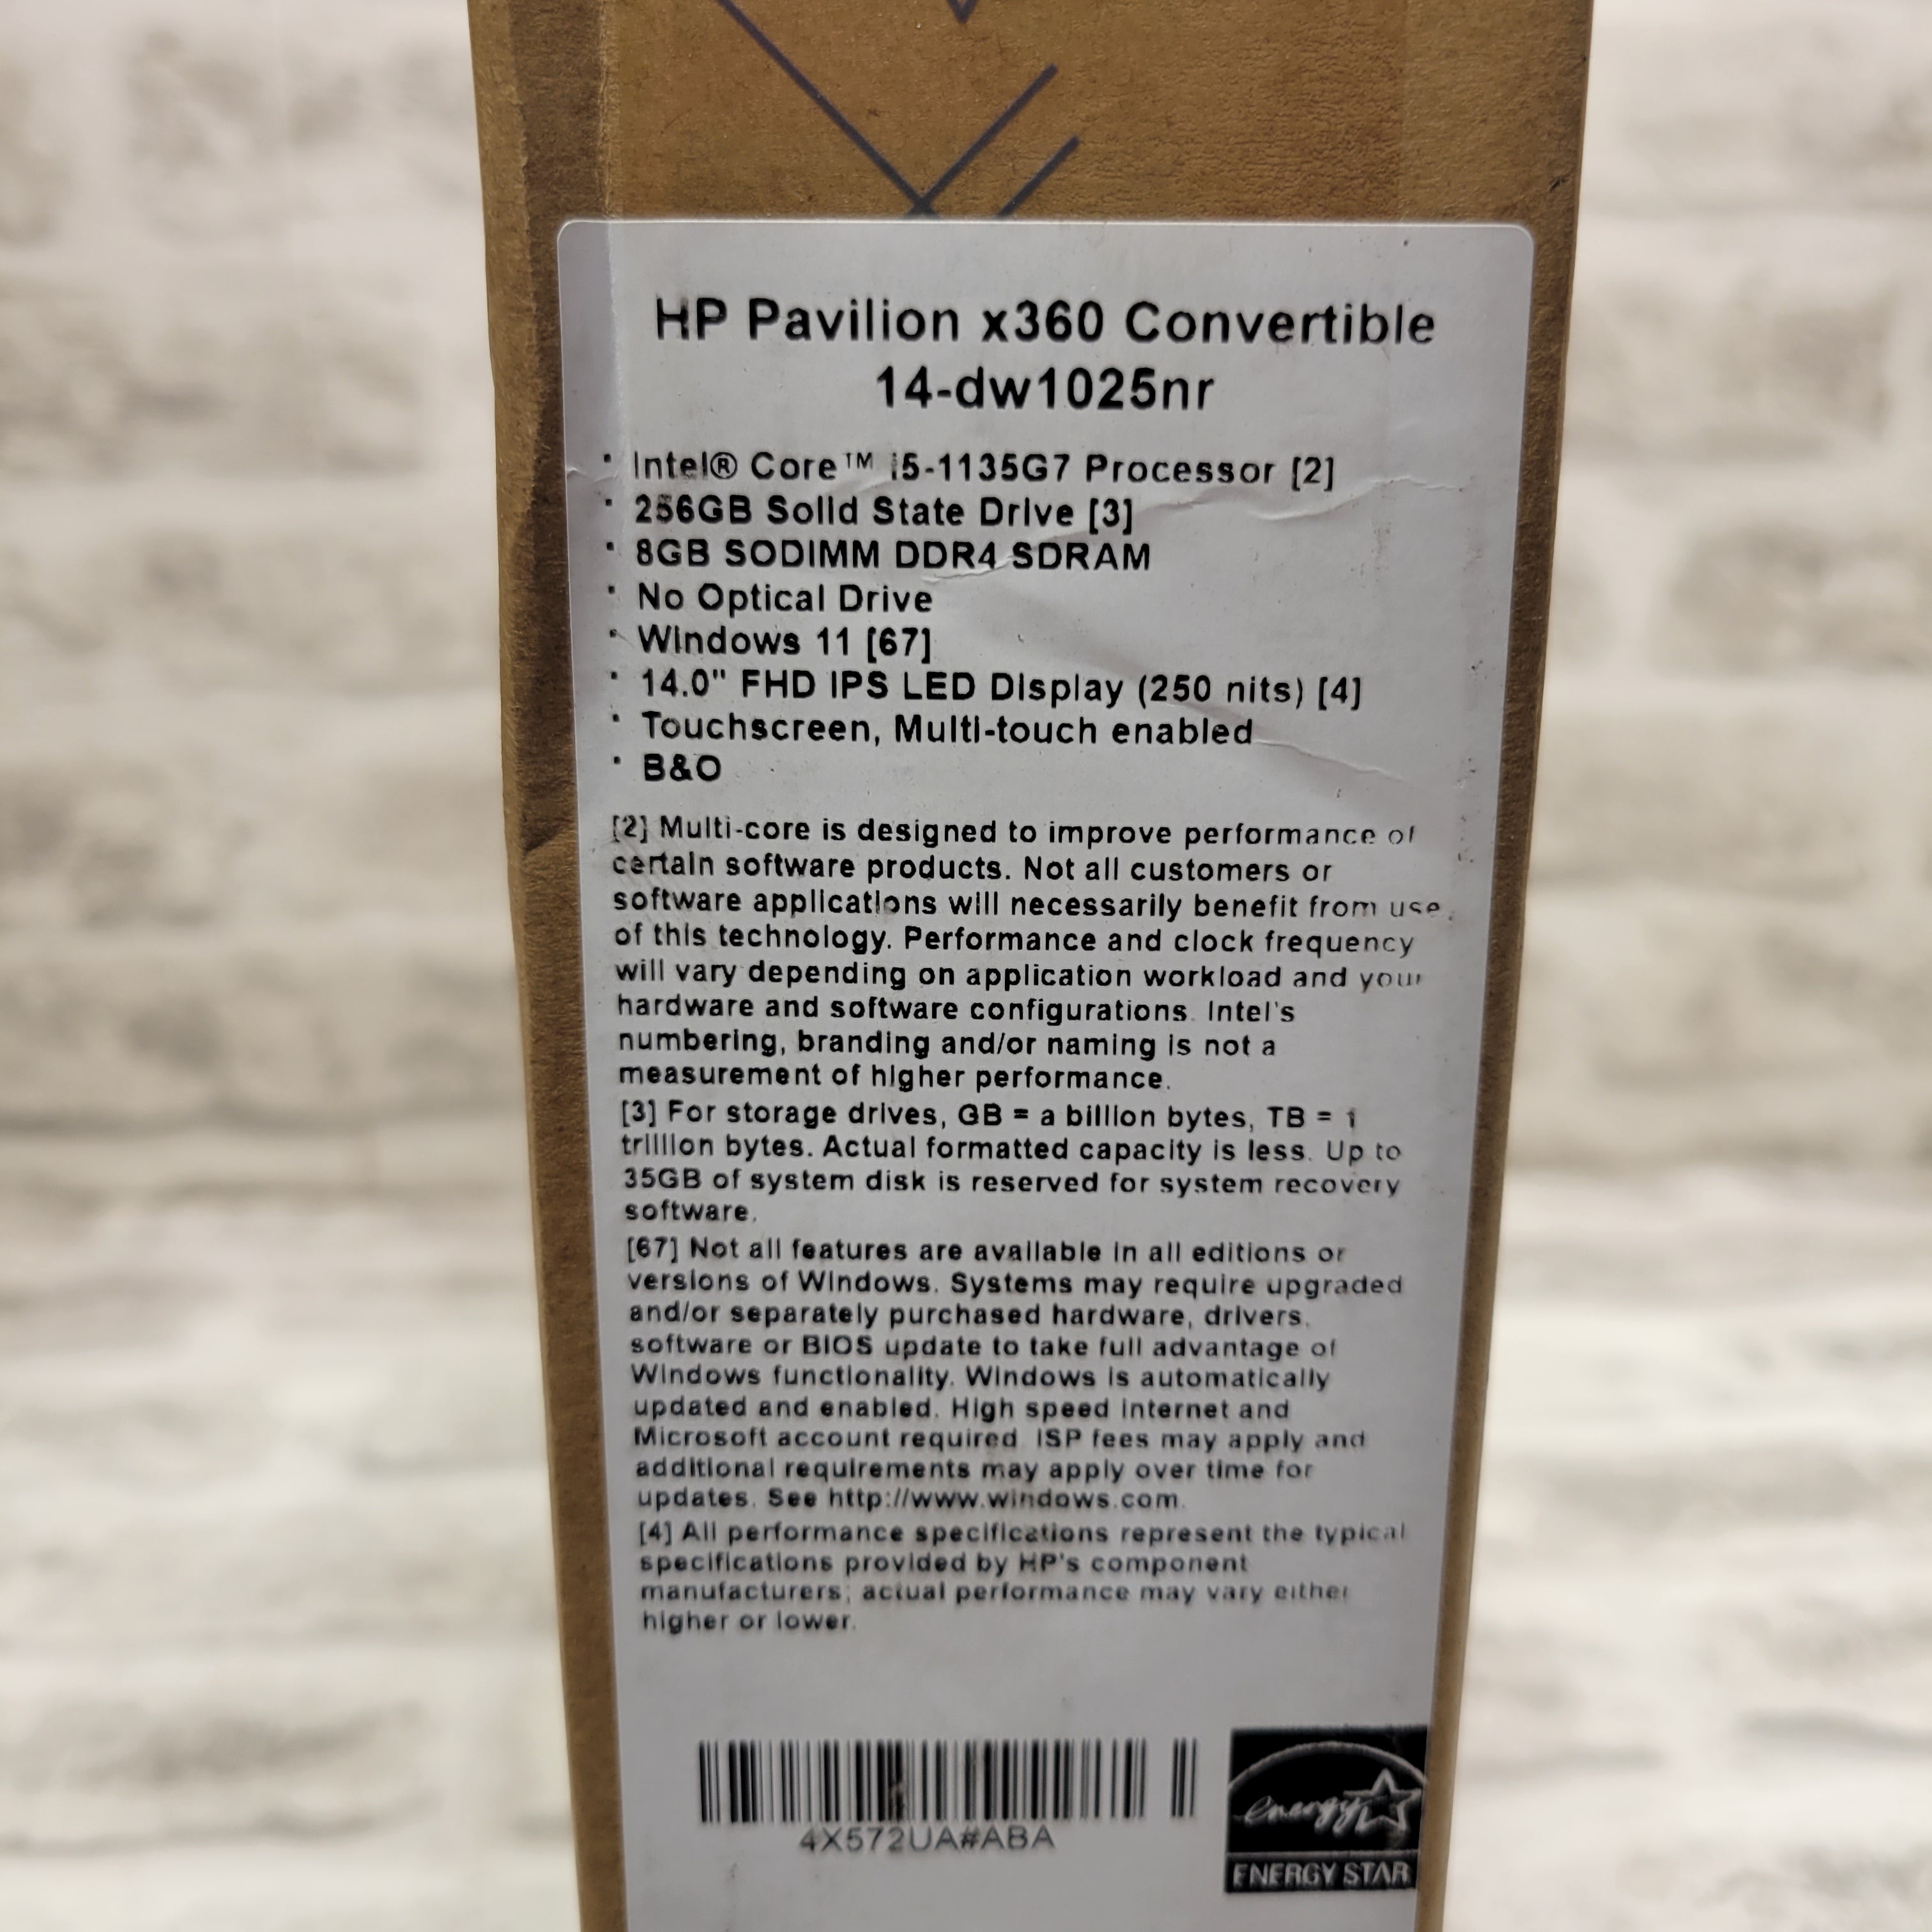 HP Pavilion x360 Convertible
14-dw1025nr
· Intel® Core™ i5-1135G7 Processor [2]
· 256GB Solid State Drive [3]
· 8GB SODIMM DDR4 SDRAM
· No Optical Drive
· Windows 11 [67]
· 14.0" FHD IPS LED Display (250 nits) [4]
· Touchscreen, Multi-touch enabled
· B&O
[2] Multi-core is designed to improve performance of
certain software products. Not all customers or
software applications will necessarily benefit from use
of this technology. Performance and clock frequency
will vary depending on application workload and your
hardware and software configurations. Intel's
numbering, branding and/or naming is not a
measurement of higher performance.
[3] For storage drives, GB = a billion bytes, TB = 1
trillion bytes. Actual formatted capacity is less. Up to
35GB of system disk is reserved for system recovery
software.
[67] Not all features are available in all editions or
versions of Windows. Systems may require upgraded
and/or separately purchased hardware, drivers,
software or BIOS update to take full advantage of
Windows functionality. Windows is automatically
updated and enabled. High speed internet and
Microsoft account required. ISP fees may apply and
additional requirements may apply over time for
updates. See http://www.windows.com.
[4] All performance specifications represent the typical
specifications provided by HP's component
manufacturers; actual performance may vary either
higher or lower.
4X572UA#ABA
energy
ENERGY STAR